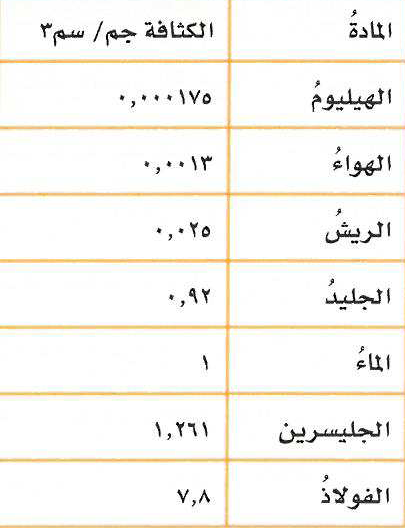 المادةُ الكثافة جم/ سم٣
الهيليومُ ٠,٠٠٠١٧٥
الهواءُ ٠,٠٠١٣
الريشُ ٠,٠٢٥
الجليدُ ٠,٩٢
الماءُ ١
الجليسرين ١,٢٦١
الفولاذُ ٧,٨